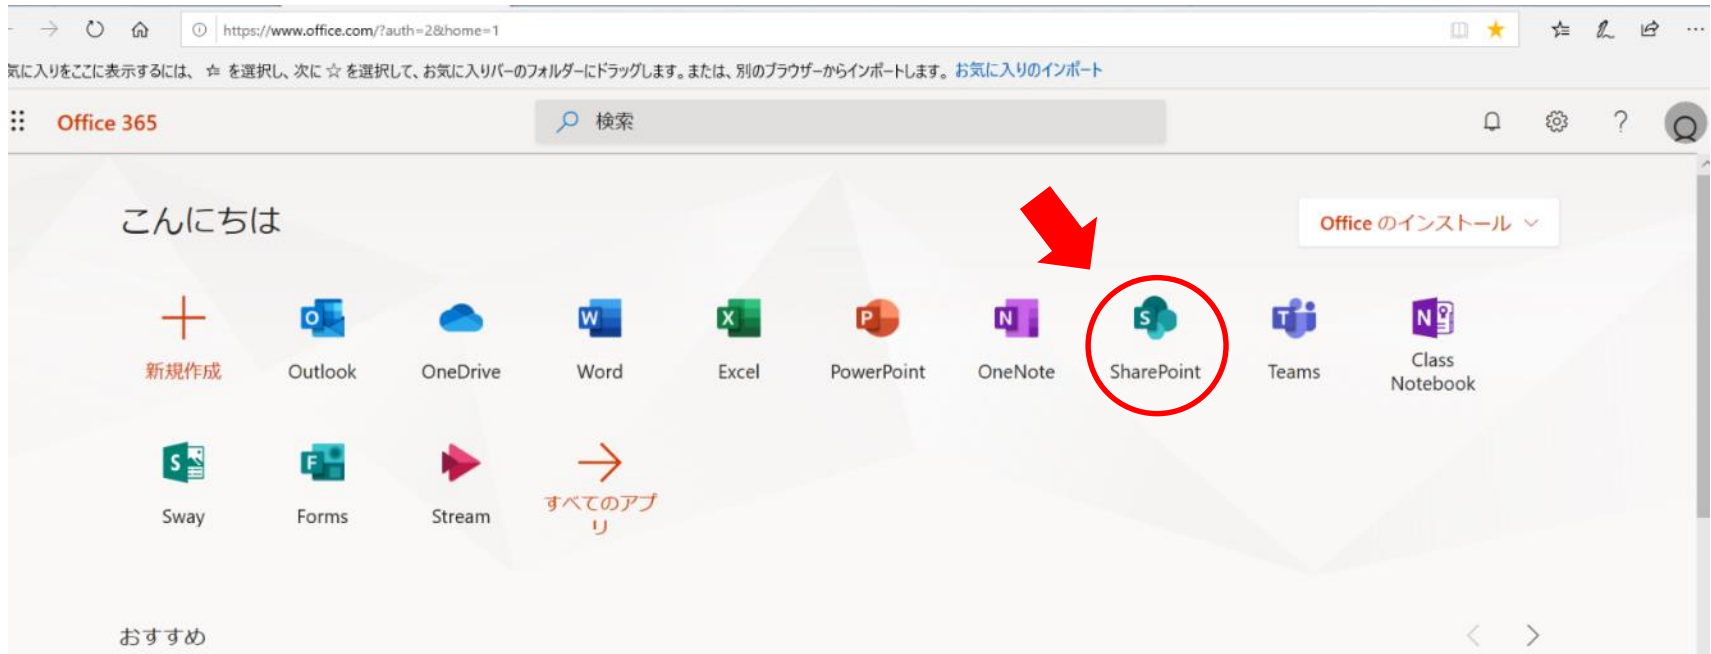 https://www.office.com/?auth=2&home=1
気に入りをここに表示するには、 を選択し、次に ☆ を選択して、お気に入りバーのフォルダーにドラッグします。または、別のブラウザーからインポートします。 お気に入りのインポート
Office 365
検索
こんにちは
Office のインストール
新規作成
Outlook
OneDrive
Word
Excel
PowerPoint
OneNote
SharePoint
Teams
Class
Notebook
Sway
Forms
Stream
すべてのアプ
リ
おすすめ